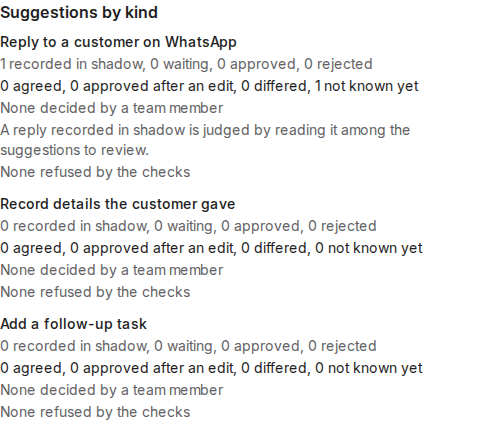 Suggestions by kind
Reply to a customer on WhatsApp
1 recorded in shadow, 0 waiting, 0 approved, 0 rejected
0 agreed, 0 approved after an edit, 0 differed, 1 not known yet
None decided by a team member
A reply recorded in shadow is judged by reading it among the
suggestions to review.
None refused by the checks
Record details the customer gave
0 recorded in shadow, 0 waiting, 0 approved, 0 rejected
0 agreed, 0 approved after an edit, 0 differed, 0 not known yet
None decided by a team member
None refused by the checks
Add a follow-up task
0 recorded in shadow, 0 waiting, 0 approved, 0 rejected
0 agreed, 0 approved after an edit, 0 differed, 0 not known yet
None decided by a team member
None refused by the checks